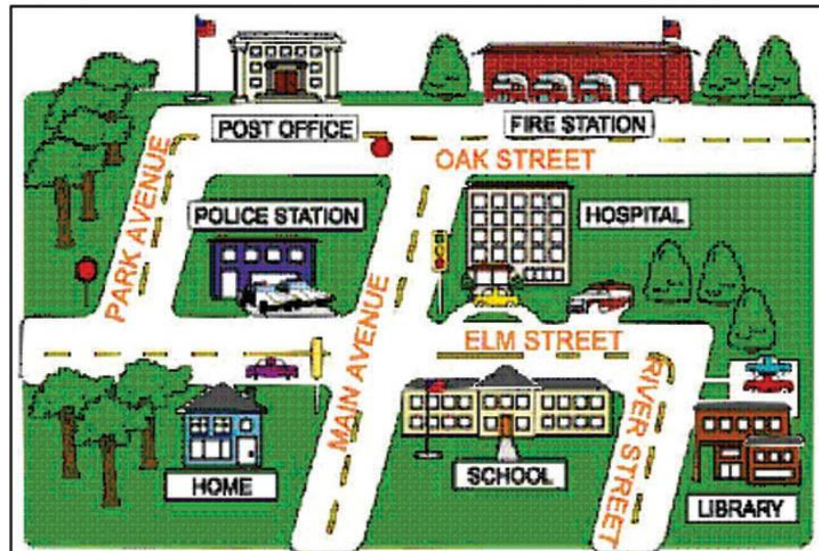 POST OFFICE
FIRE STATION
OAK STREET
PARK AVENUE
POLICE STATION
HOSPITAL
MAIN AVENUE
ELM STREET
RIVER STREET
HOME
SCHOOL
LIBRARY